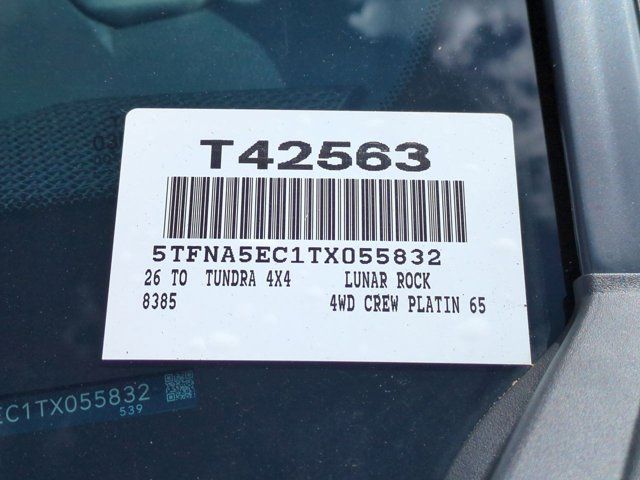 T42563
5TFNA5EC1TX055832
26 TO TUNDRA 4X4 LUNAR ROCK
8385 4WD CREW PLATIN 65
EC1TX055832
539